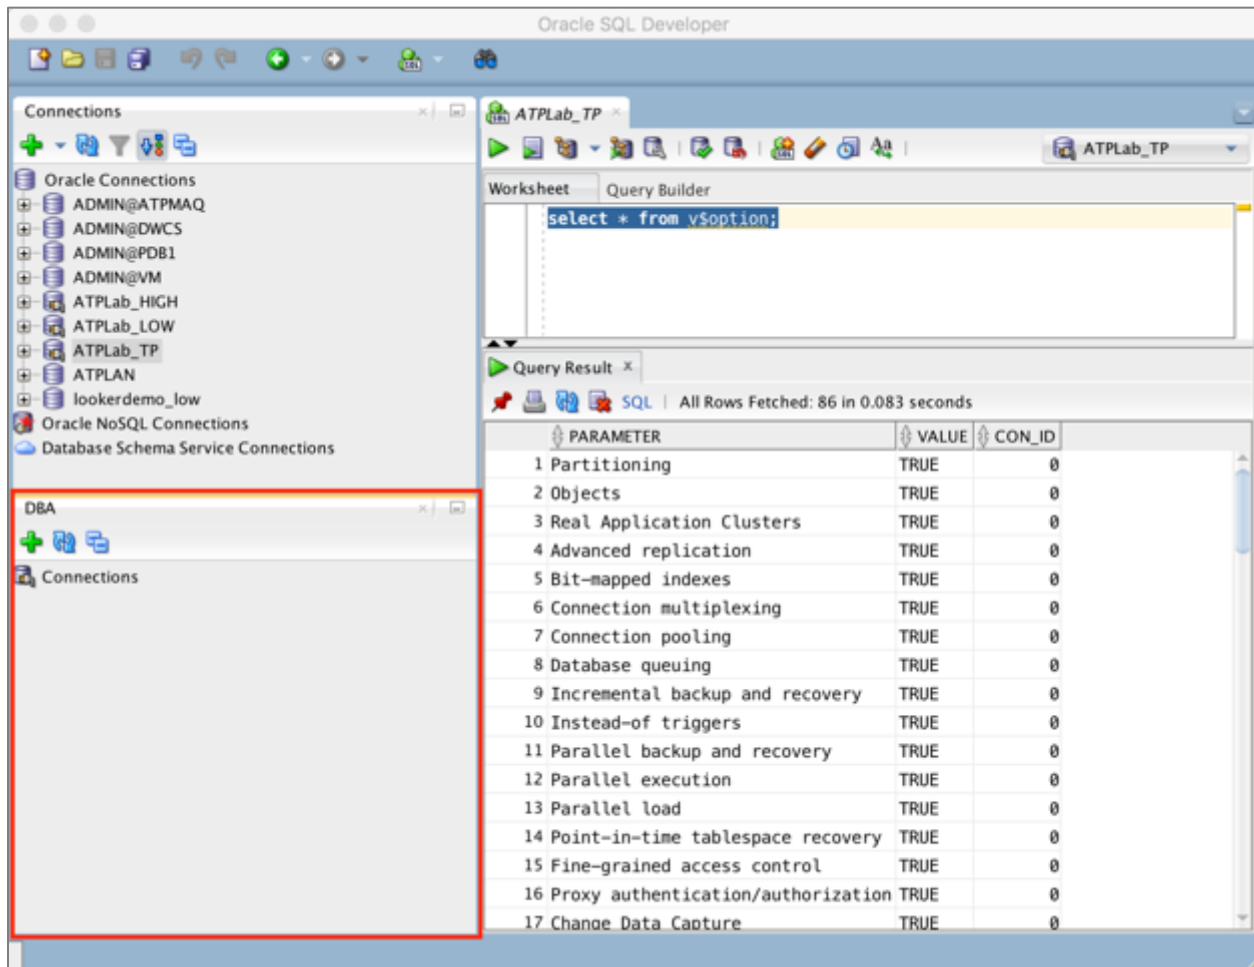 Oracle SQL Developer
Connections
Oracle Connections
ADMIN@ATPMAQ
ADMIN@DWCS
ADMIN@PDB1
ADMIN@VM
ATPLab_HIGH
ATPLab_LOW
ATPLab_TP
ATPLAN
lookerdemo_low
Oracle NoSQL Connections
Database Schema Service Connections
DBA
Connections
ATPLab_TP
ATPLab_TP
Worksheet Query Builder
select * from v$option;
Query Result
SQL | All Rows Fetched: 86 in 0.083 seconds
PARAMETER VALUE CON_ID
1 Partitioning TRUE 0
2 Objects TRUE 0
3 Real Application Clusters TRUE 0
4 Advanced replication TRUE 0
5 Bit-mapped indexes TRUE 0
6 Connection multiplexing TRUE 0
7 Connection pooling TRUE 0
8 Database queuing TRUE 0
9 Incremental backup and recovery TRUE 0
10 Instead-of triggers TRUE 0
11 Parallel backup and recovery TRUE 0
12 Parallel execution TRUE 0
13 Parallel load TRUE 0
14 Point-in-time tablespace recovery TRUE 0
15 Fine-grained access control TRUE 0
16 Proxy authentication/authorization TRUE 0
17 Change Data Capture TRUE 0